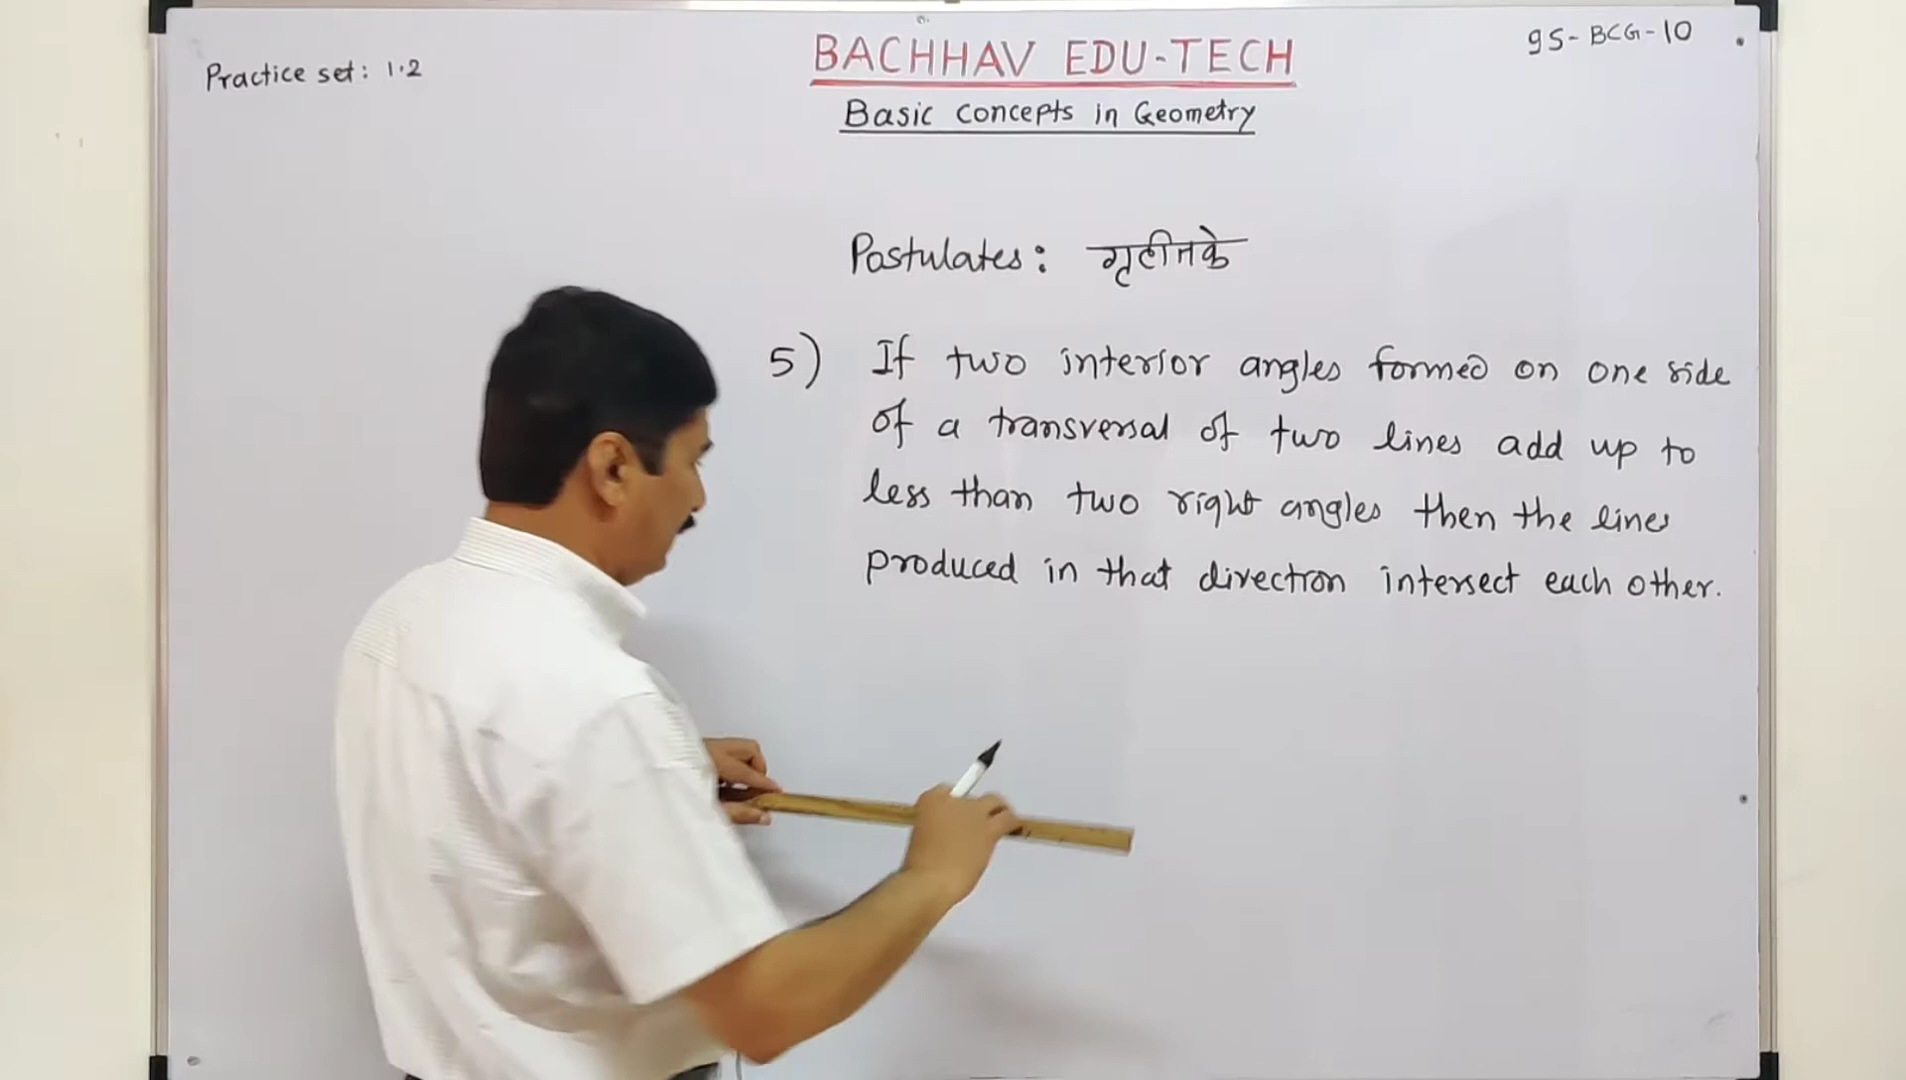 Practice set: 1.2
BACHHAV EDU-TECH
9S-BCG-10
Basic Concepts in Geometry
Postulates: गृहीतके
5) If two interior angles formed on one side
of a transversal of two lines add up to
less than two right angles then the lines
produced in that direction intersect each other.